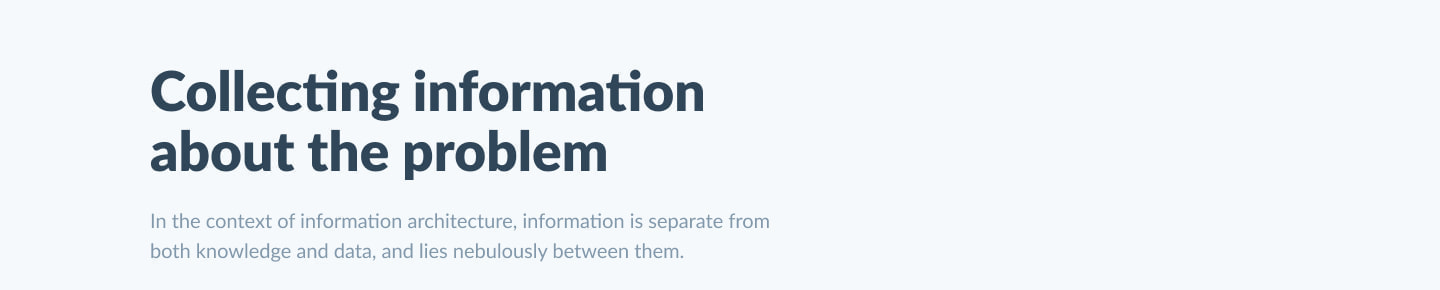 Collecting information
about the problem
In the context of information architecture, information is separate from
both knowledge and data, and lies nebulously between them.